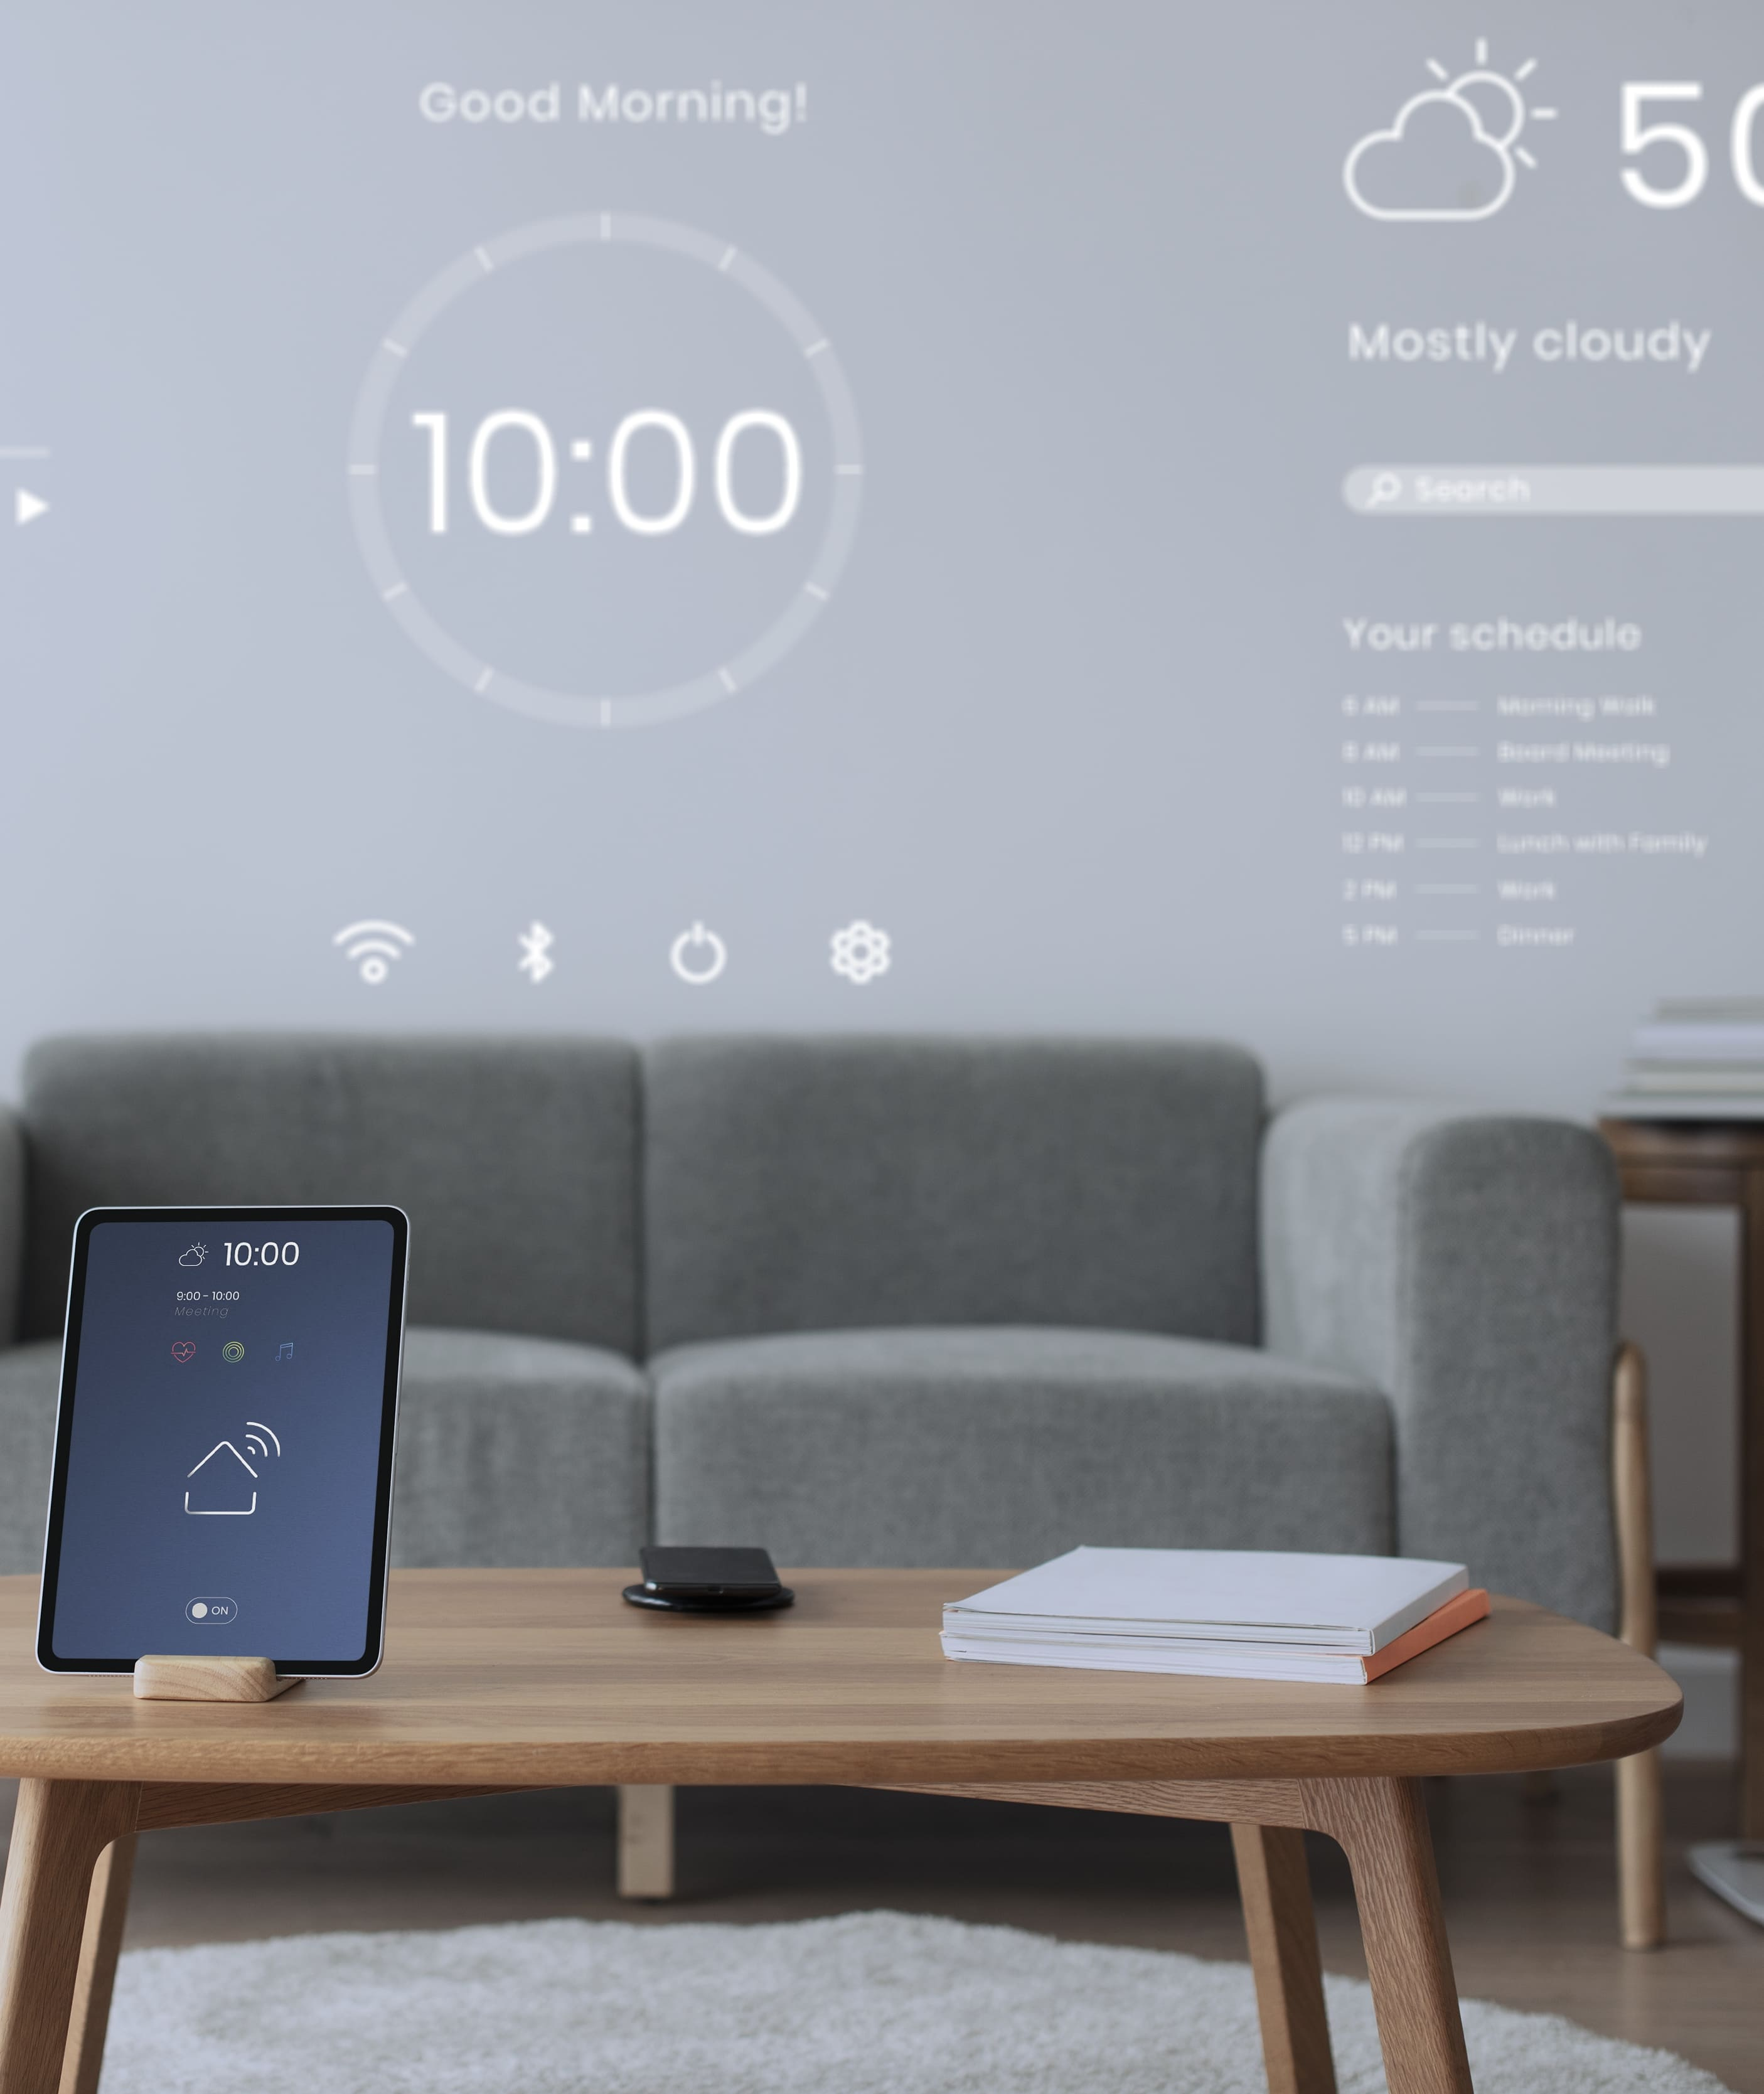 Good Morning!
10:00
50
Mostly cloudy
Search
Your schedule
6 AM Morning Walk
8 AM Board Meeting
10 AM Work
12 PM Lunch with Family
2 PM Work
5 PM Dinner
10:00
9:00 - 10:00
Meeting
ON